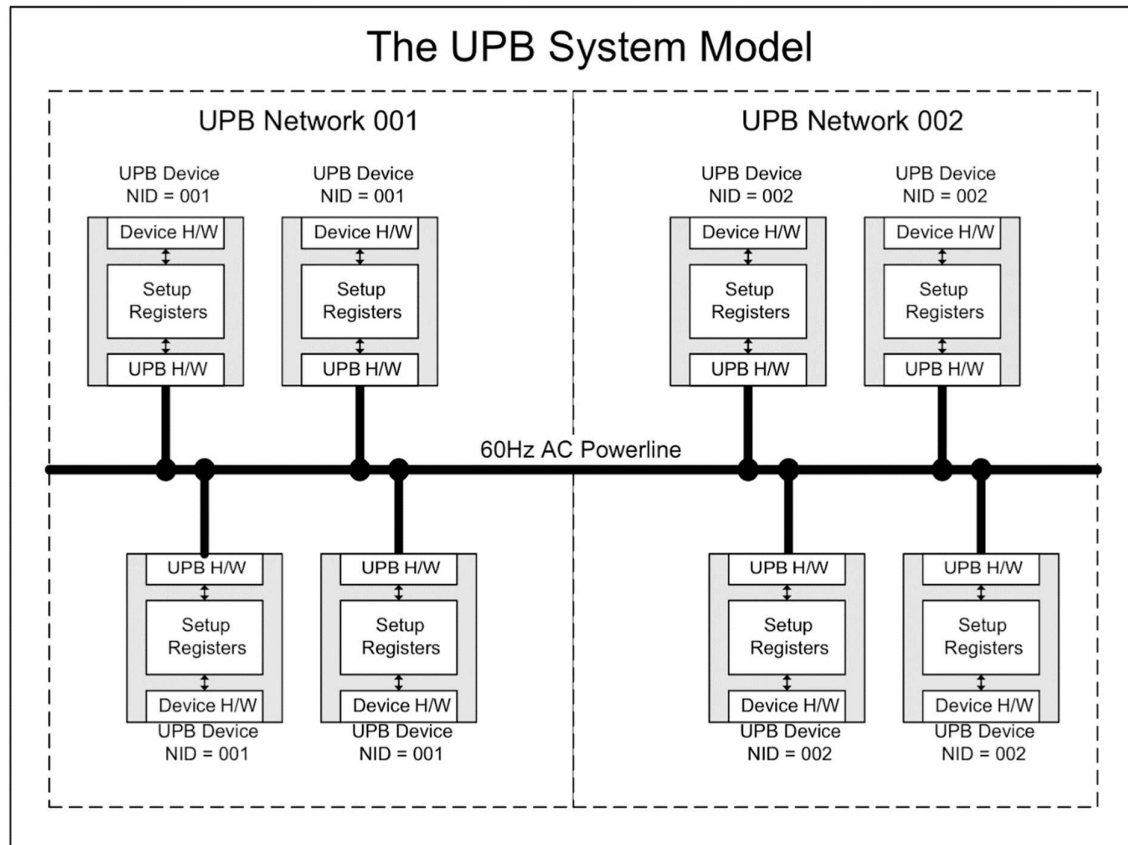 The UPB System Model
UPB Network 001
UPB Device
NID = 001
Device H/W
Setup
Registers
UPB H/W
UPB Device
NID = 001
Device H/W
Setup
Registers
UPB H/W
UPB Network 002
UPB Device
NID = 002
Device H/W
Setup
Registers
UPB H/W
UPB Device
NID = 002
Device H/W
Setup
Registers
UPB H/W
60Hz AC Powerline
UPB H/W
Setup
Registers
Device H/W
UPB Device
NID = 001
UPB H/W
Setup
Registers
Device H/W
UPB Device
NID = 001
UPB H/W
Setup
Registers
Device H/W
UPB Device
NID = 002
UPB H/W
Setup
Registers
Device H/W
UPB Device
NID = 002